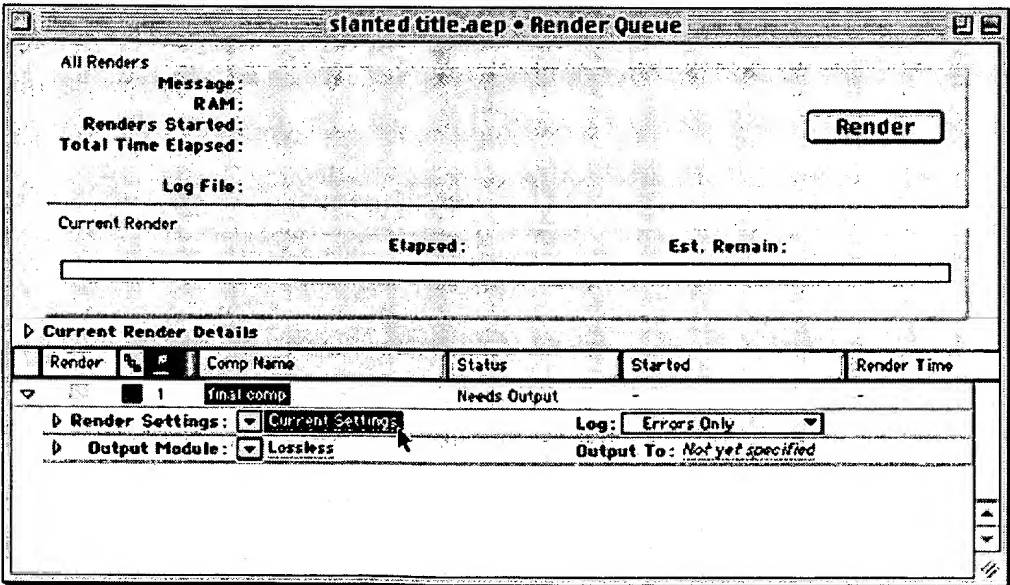 slanted title.aep • Render Queue
All Renders
Message:
RAM:
Renders Started:
Total Time Elapsed:
Render
Log File:
Current Render
Elapsed: Est. Remain:
Current Render Details
Render # Comp Name Status Started Render Time
1 final comp Needs Output - -
Render Settings: Current Settings Log: Errors Only
Output Module: Lossless Output To: Not yet specified